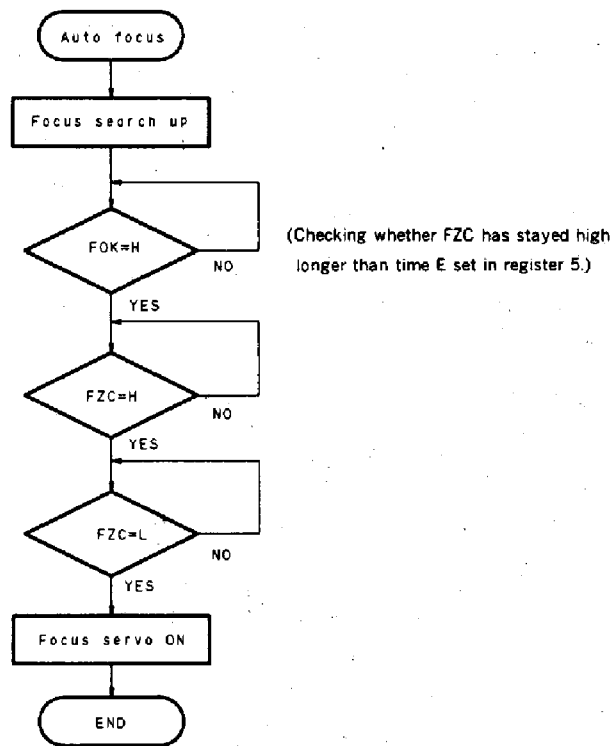 Auto focus
Focus search up
FOK=H
NO
(Checking whether FZC has stayed high
longer than time E set in register 5.)
YES
FZC=H
NO
YES
FZC=L
NO
YES
Focus servo ON
END